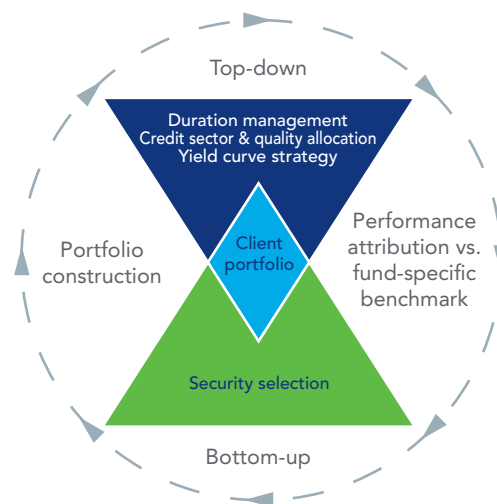 Top-down
Duration management
Credit sector & quality allocation
Yield curve strategy
Client
portfolio
Portfolio
construction
Performance
attribution vs.
fund-specific
benchmark
Security selection
Bottom-up